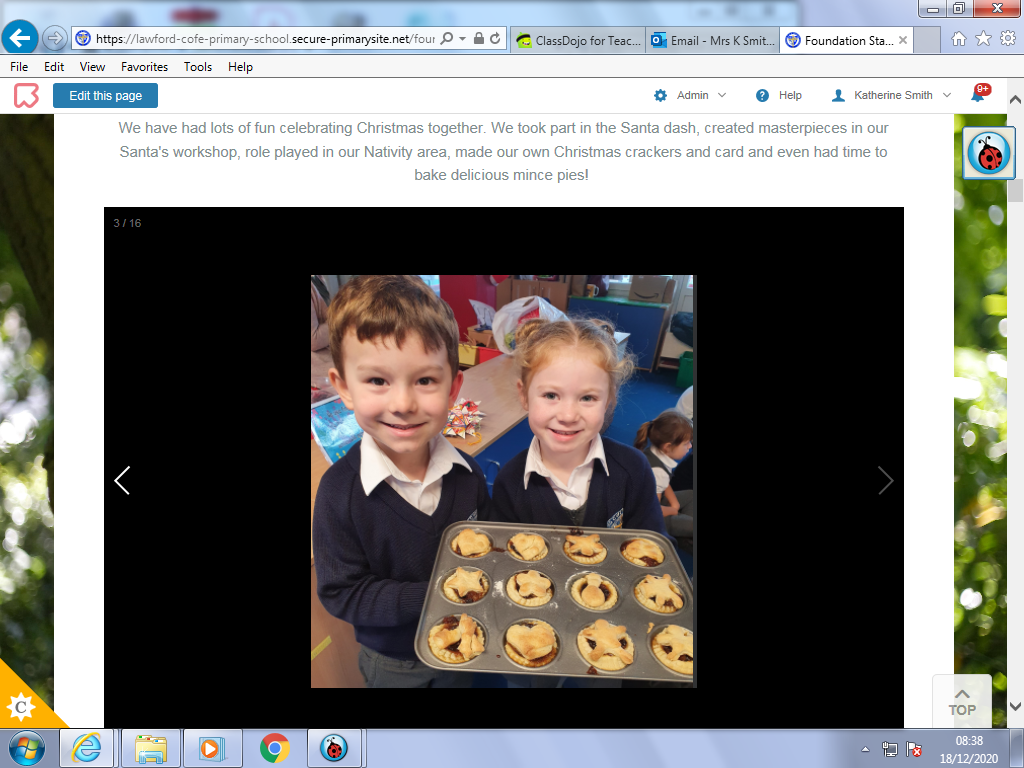 https://lawford-cofe-primary-school.secure-primarysite.net/four
ClassDojo for Teac...
Email - Mrs K Smit...
Foundation Sta...
File Edit View Favorites Tools Help
Edit this page
Admin
Help
Katherine Smith
9+
We have had lots of fun celebrating Christmas together. We took part in the Santa dash, created masterpieces in our
Santa's workshop, role played in our Nativity area, made our own Christmas crackers and card and even had time to
bake delicious mince pies!
3 / 16
C
TOP
08:38
18/12/2020